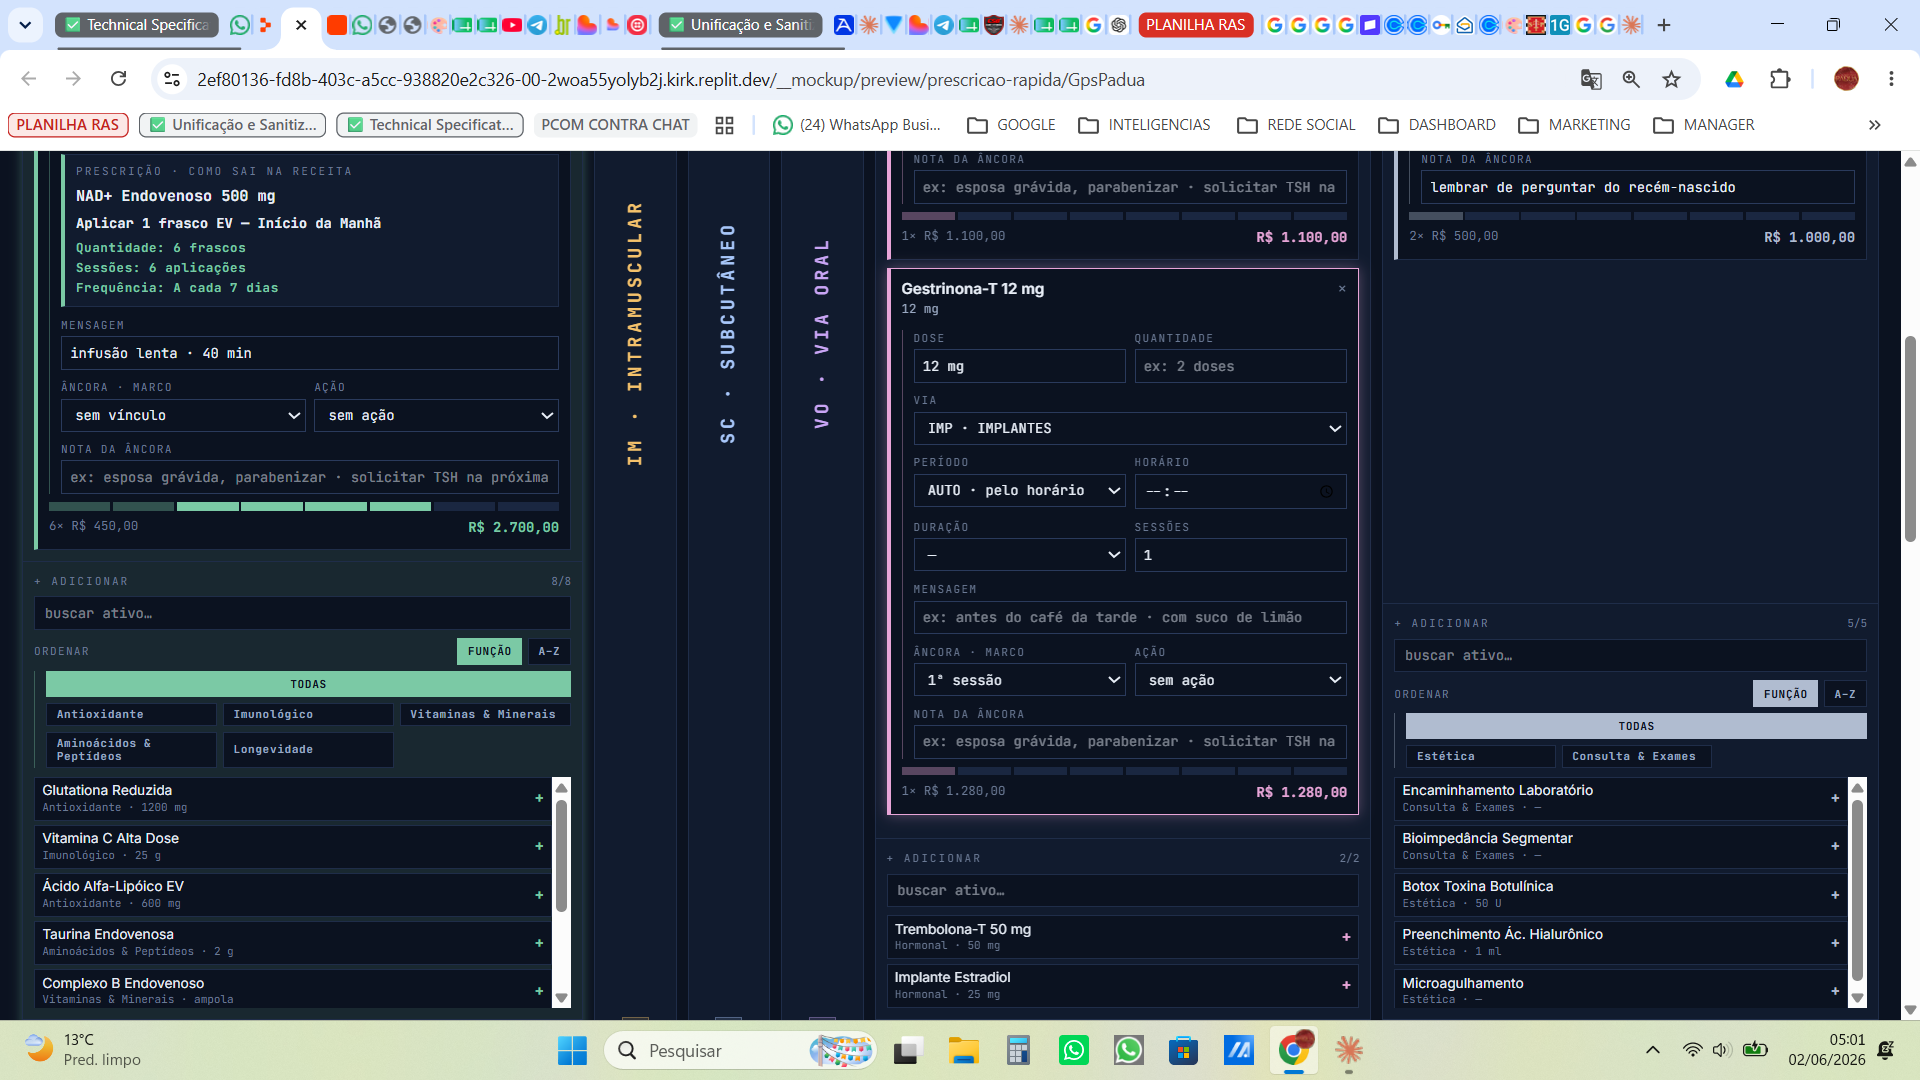 Technical Specifica
Unificação e Saniti
PLANILHA RAS
1G
2ef80136-fd8b-403c-a5cc-938820e2c326-00-2woa55yolyb2j.kirk.replit.dev/__mockup/preview/prescricao-rapida/GpsPadua
PLANILHA RAS
Unificação e Sanitiz...
Technical Specificat...
PCOM CONTRA CHAT
(24) WhatsApp Busi...
GOOGLE
INTELIGENCIAS
REDE SOCIAL
DASHBOARD
MARKETING
MANAGER
PRESCRIÇÃO · COMO SAI NA RECEITA
NAD+ Endovenoso 500 mg
Aplicar 1 frasco EV — Início da Manhã
Quantidade: 6 frascos
Sessões: 6 aplicações
Frequência: A cada 7 dias
MENSAGEM
infusão lenta · 40 min
ÂNCORA · MARCO
AÇÃO
sem vínculo
sem ação
NOTA DA ÂNCORA
ex: esposa grávida, parabenizar · solicitar TSH na próxima
6× R$ 450,00
R$ 2.700,00
+ ADICIONAR
8/8
buscar ativo…
ORDENAR
FUNÇÃO
A–Z
TODAS
Antioxidante
Imunológico
Vitaminas & Minerais
Aminoácidos &
Peptídeos
Longevidade
Glutationa Reduzida
Antioxidante · 1200 mg
+
Vitamina C Alta Dose
Imunológico · 25 g
+
Ácido Alfa-Lipóico EV
Antioxidante · 600 mg
+
Taurina Endovenosa
Aminoácidos & Peptídeos · 2 g
+
Complexo B Endovenoso
Vitaminas & Minerais · ampola
+
IM · INTRAMUSCULAR
SC · SUBCUTÂNEO
VO · VIA ORAL
NOTA DA ÂNCORA
ex: esposa grávida, parabenizar · solicitar TSH na
1× R$ 1.100,00
R$ 1.100,00
Gestrinona-T 12 mg
×
12 mg
DOSE
QUANTIDADE
12 mg
ex: 2 doses
VIA
IMP · IMPLANTES
PERÍODO
HORÁRIO
AUTO · pelo horário
--:--
DURAÇÃO
SESSÕES
—
1
MENSAGEM
ex: antes do café da tarde · com suco de limão
ÂNCORA · MARCO
AÇÃO
1ª sessão
sem ação
NOTA DA ÂNCORA
ex: esposa grávida, parabenizar · solicitar TSH na
1× R$ 1.280,00
R$ 1.280,00
+ ADICIONAR
2/2
buscar ativo…
Trembolona-T 50 mg
Hormonal · 50 mg
+
Implante Estradiol
Hormonal · 25 mg
+
NOTA DA ÂNCORA
lembrar de perguntar do recém-nascido
2× R$ 500,00
R$ 1.000,00
+ ADICIONAR
5/5
buscar ativo…
ORDENAR
FUNÇÃO
A–Z
TODAS
Estética
Consulta & Exames
Encaminhamento Laboratório
Consulta & Exames · —
+
Bioimpedância Segmentar
Consulta & Exames · —
+
Botox Toxina Botulínica
Estética · 50 U
+
Preenchimento Ác. Hialurônico
Estética · 1 ml
+
Microagulhamento
Estética · —
+
13°C
Pred. limpo
Pesquisar
05:01
02/06/2026